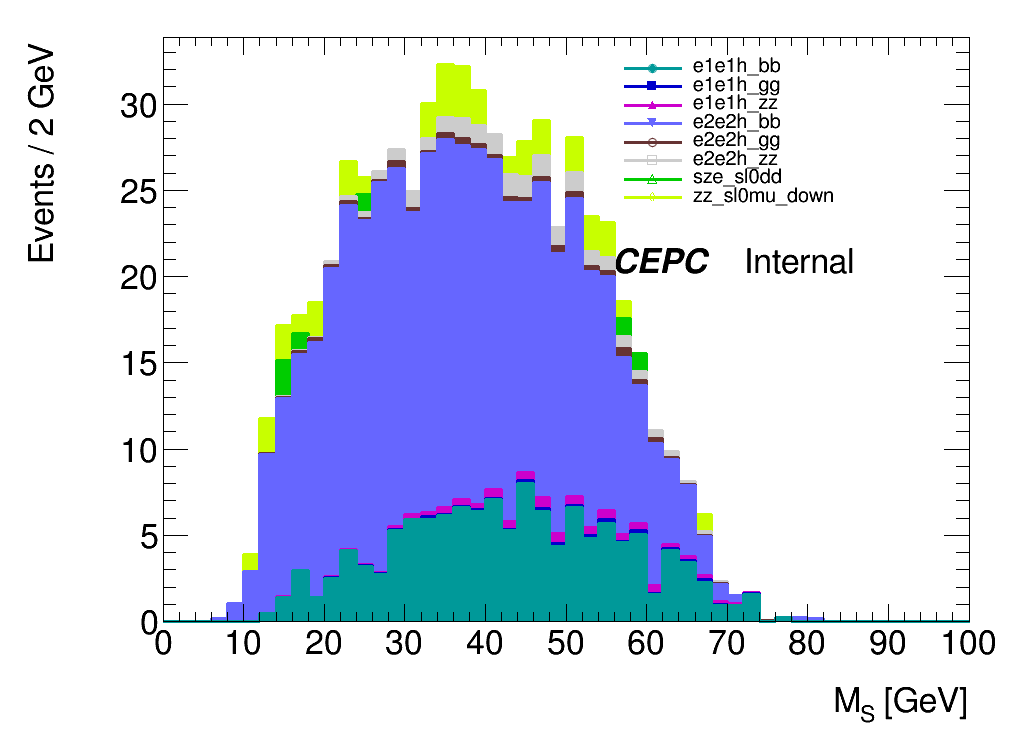 Events / 2 GeV
30
25
20
15
10
5
0
e1e1h_bb
e1e1h_gg
e1e1h_zz
e2e2h_bb
e2e2h_gg
e2e2h_zz
sze_sl0dd
zz_sl0mu_down
CEPC Internal
0 10 20 30 40 50 60 70 80 90 100
M_S [GeV]